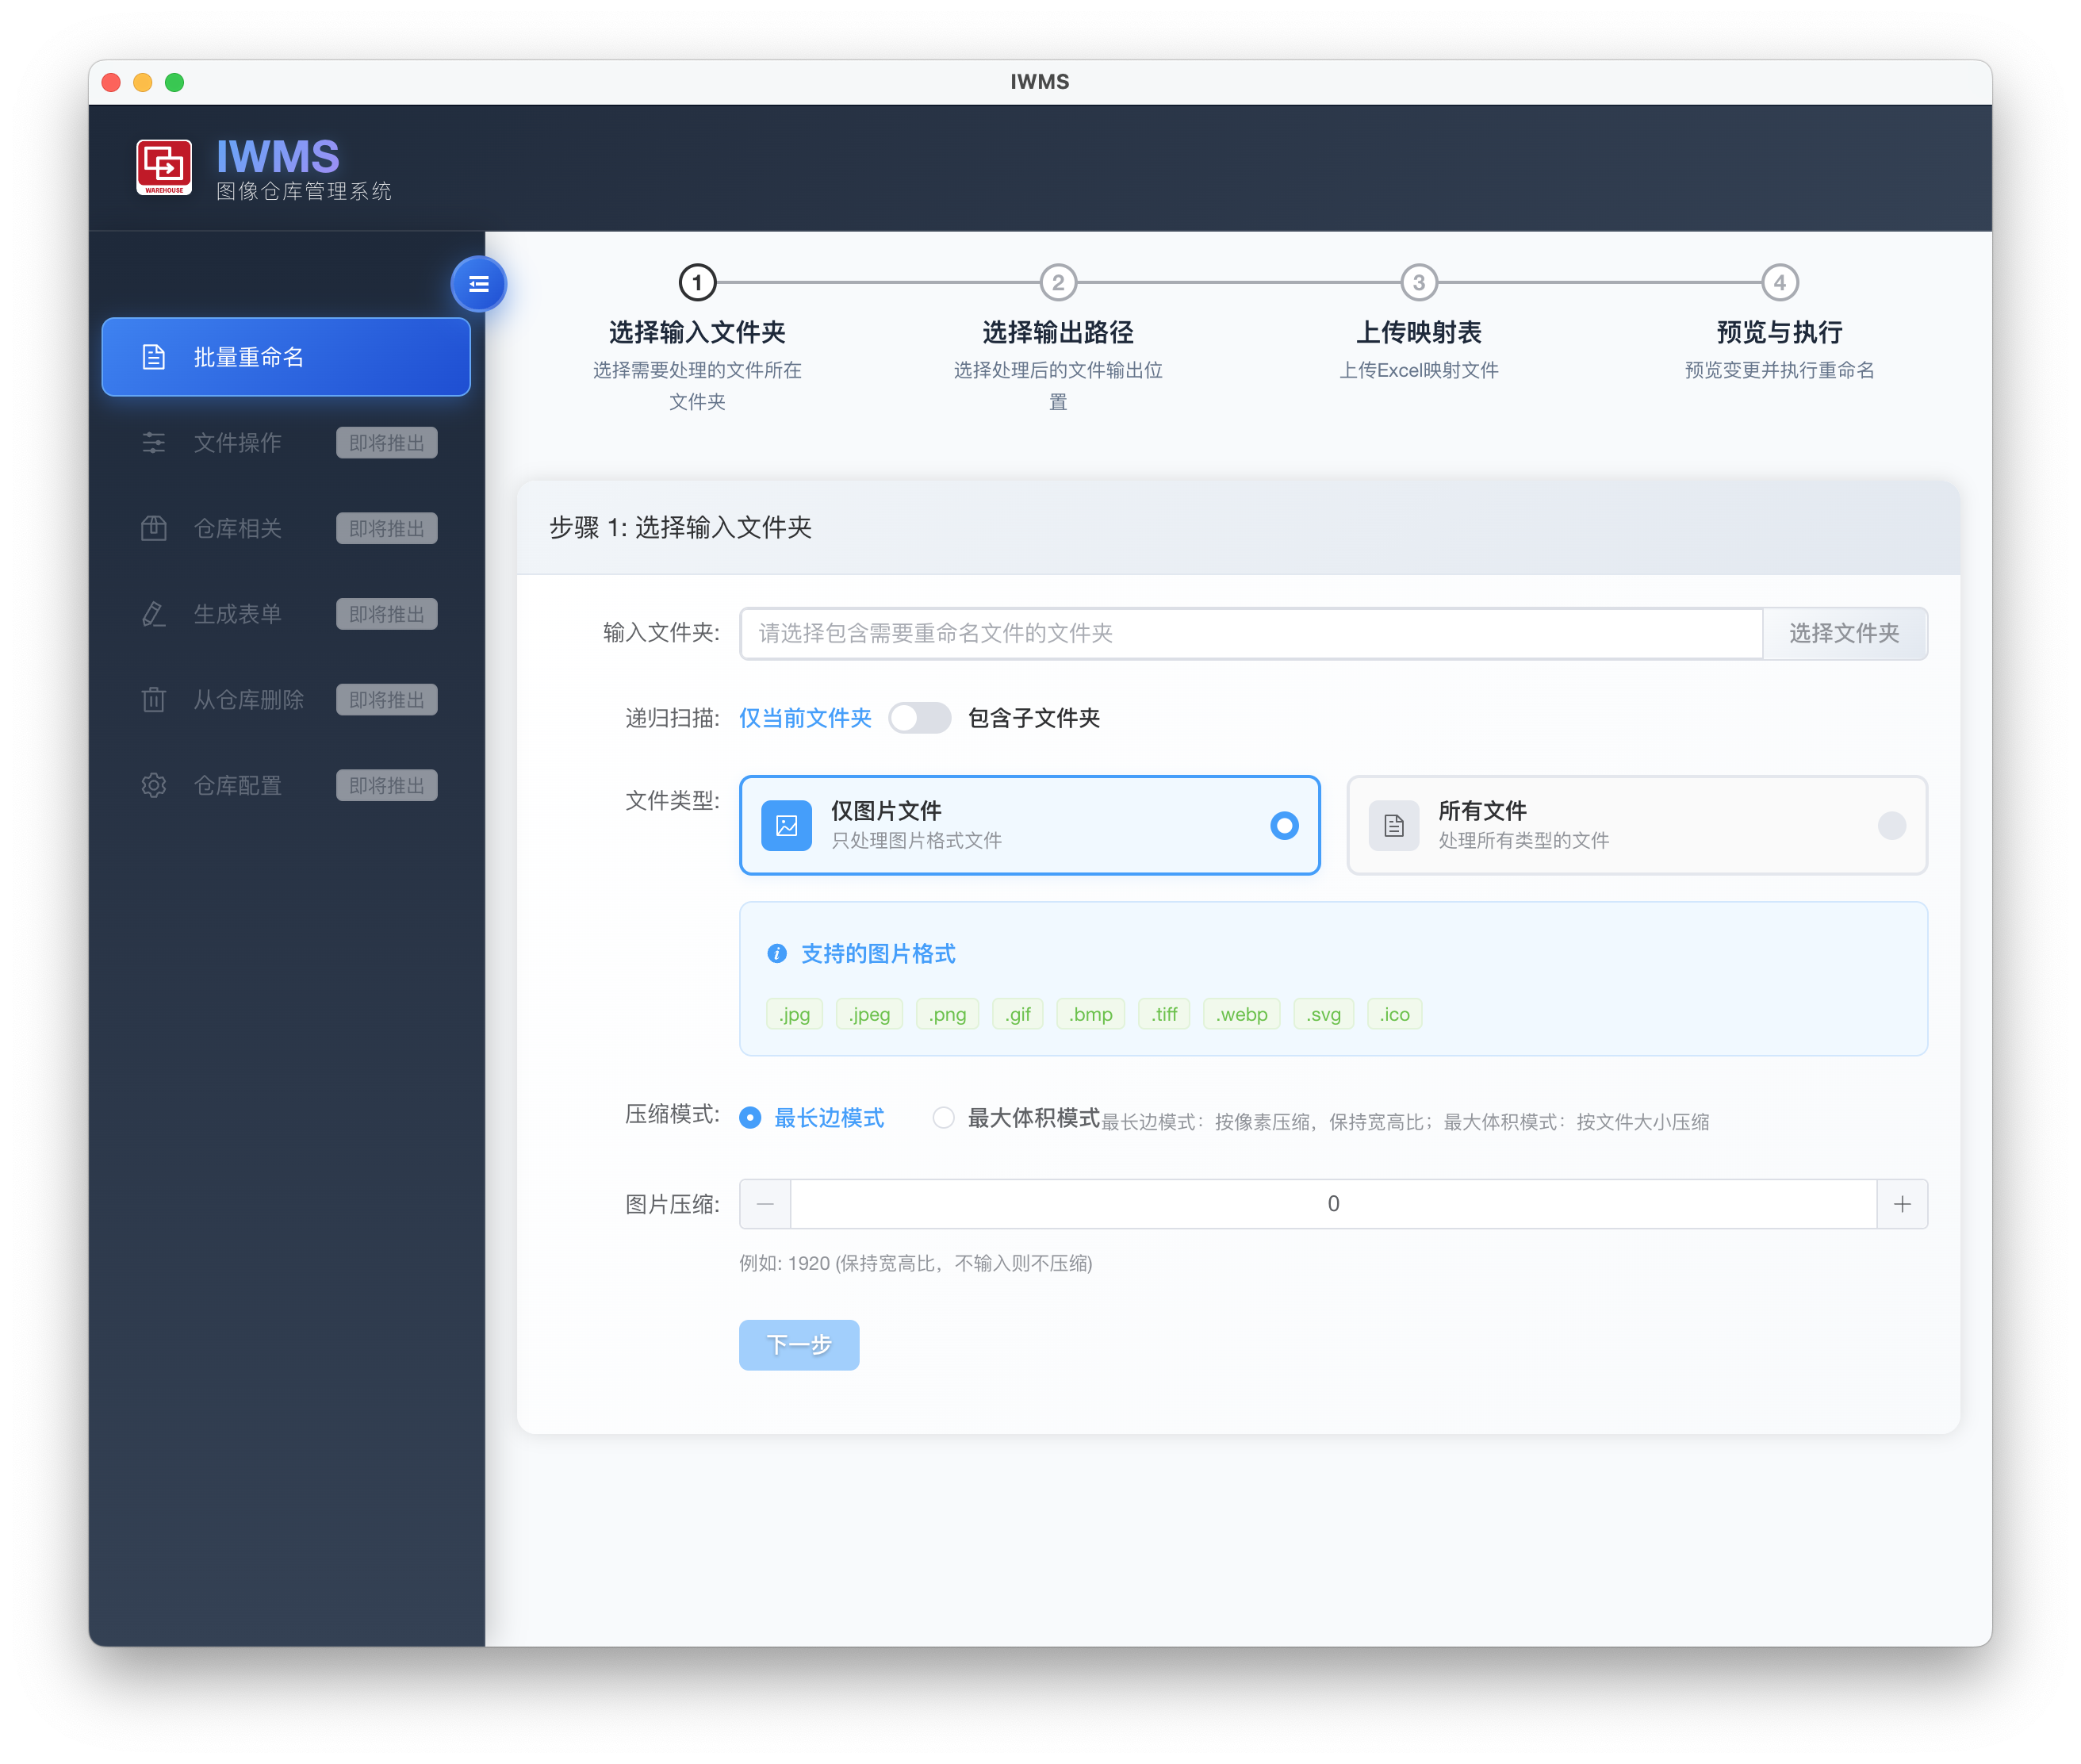 IWMS
IWMS
图像仓库管理系统
WAREHOUSE
批量重命名
文件操作 即将推出
仓库相关 即将推出
生成表单 即将推出
从仓库删除 即将推出
仓库配置 即将推出
1
选择输入文件夹
选择需要处理的文件所在
文件夹
2
选择输出路径
选择处理后的文件输出位
置
3
上传映射表
上传Excel映射文件
4
预览与执行
预览变更并执行重命名
步骤 1: 选择输入文件夹
输入文件夹: 请选择包含需要重命名文件的文件夹 选择文件夹
递归扫描: 仅当前文件夹 包含子文件夹
文件类型:
仅图片文件
只处理图片格式文件
所有文件
处理所有类型的文件
支持的图片格式
.jpg .jpeg .png .gif .bmp .tiff .webp .svg .ico
压缩模式: 最长边模式 最大体积模式 最长边模式：按像素压缩，保持宽高比；最大体积模式：按文件大小压缩
图片压缩: 0
例如: 1920 (保持宽高比，不输入则不压缩)
下一步